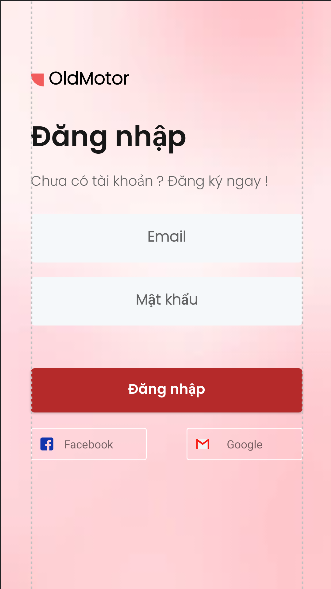 OldMotor
Đăng nhập
Chưa có tài khoản ? Đăng ký ngay !
Email
Mật khẩu
Đăng nhập
Facebook
Google